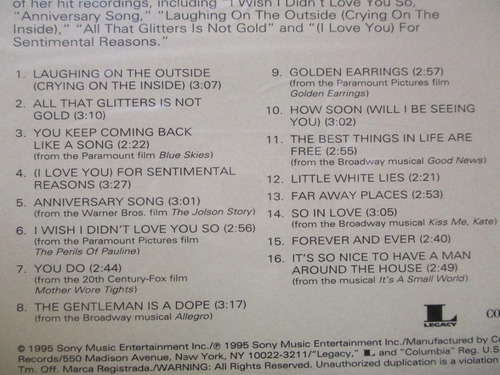 of her hit recordings, including "I Wish I Didn't Love You So,"
"Anniversary Song," "Laughing On The Outside (Crying On The
Inside)," "All That Glitters Is Not Gold" and "(I Love You) For
Sentimental Reasons."
1. LAUGHING ON THE OUTSIDE
(CRYING ON THE INSIDE) (3:07)
2. ALL THAT GLITTERS IS NOT
GOLD (3:10)
3. YOU KEEP COMING BACK
LIKE A SONG (2:22)
(from the Paramount film Blue Skies)
4. (I LOVE YOU) FOR SENTIMENTAL
REASONS (3:27)
5. ANNIVERSARY SONG (3:01)
(from the Warner Bros. film The Jolson Story)
6. I WISH I DIDN'T LOVE YOU SO (2:56)
(from the Paramount Pictures film
The Perils Of Pauline)
7. YOU DO (2:44)
(from the 20th Century-Fox film
Mother Wore Tights)
8. THE GENTLEMAN IS A DOPE (3:17)
(from the Broadway musical Allegro)
9. GOLDEN EARRINGS (2:57)
(from the Paramount Pictures film
Golden Earrings)
10. HOW SOON (WILL I BE SEEING
YOU) (3:02)
11. THE BEST THINGS IN LIFE ARE
FREE (2:55)
(from the Broadway musical Good News)
12. LITTLE WHITE LIES (2:21)
13. FAR AWAY PLACES (2:53)
14. SO IN LOVE (3:05)
(from the Broadway musical Kiss Me, Kate)
15. FOREVER AND EVER (2:40)
16. IT'S SO NICE TO HAVE A MAN
AROUND THE HOUSE (2:49)
(from the musical It's A Small World)
L
LEGACY
CO
© 1995 Sony Music Entertainment Inc./℗ 1995 Sony Music Entertainment Inc./Manufactured by Co
Records/550 Madison Avenue, New York, NY 10022-3211/"Legacy," L and "Columbia" Reg. U.S.
Tm. Off. Marca Registrada./WARNING: All Rights Reserved. Unauthorized duplication is a violation